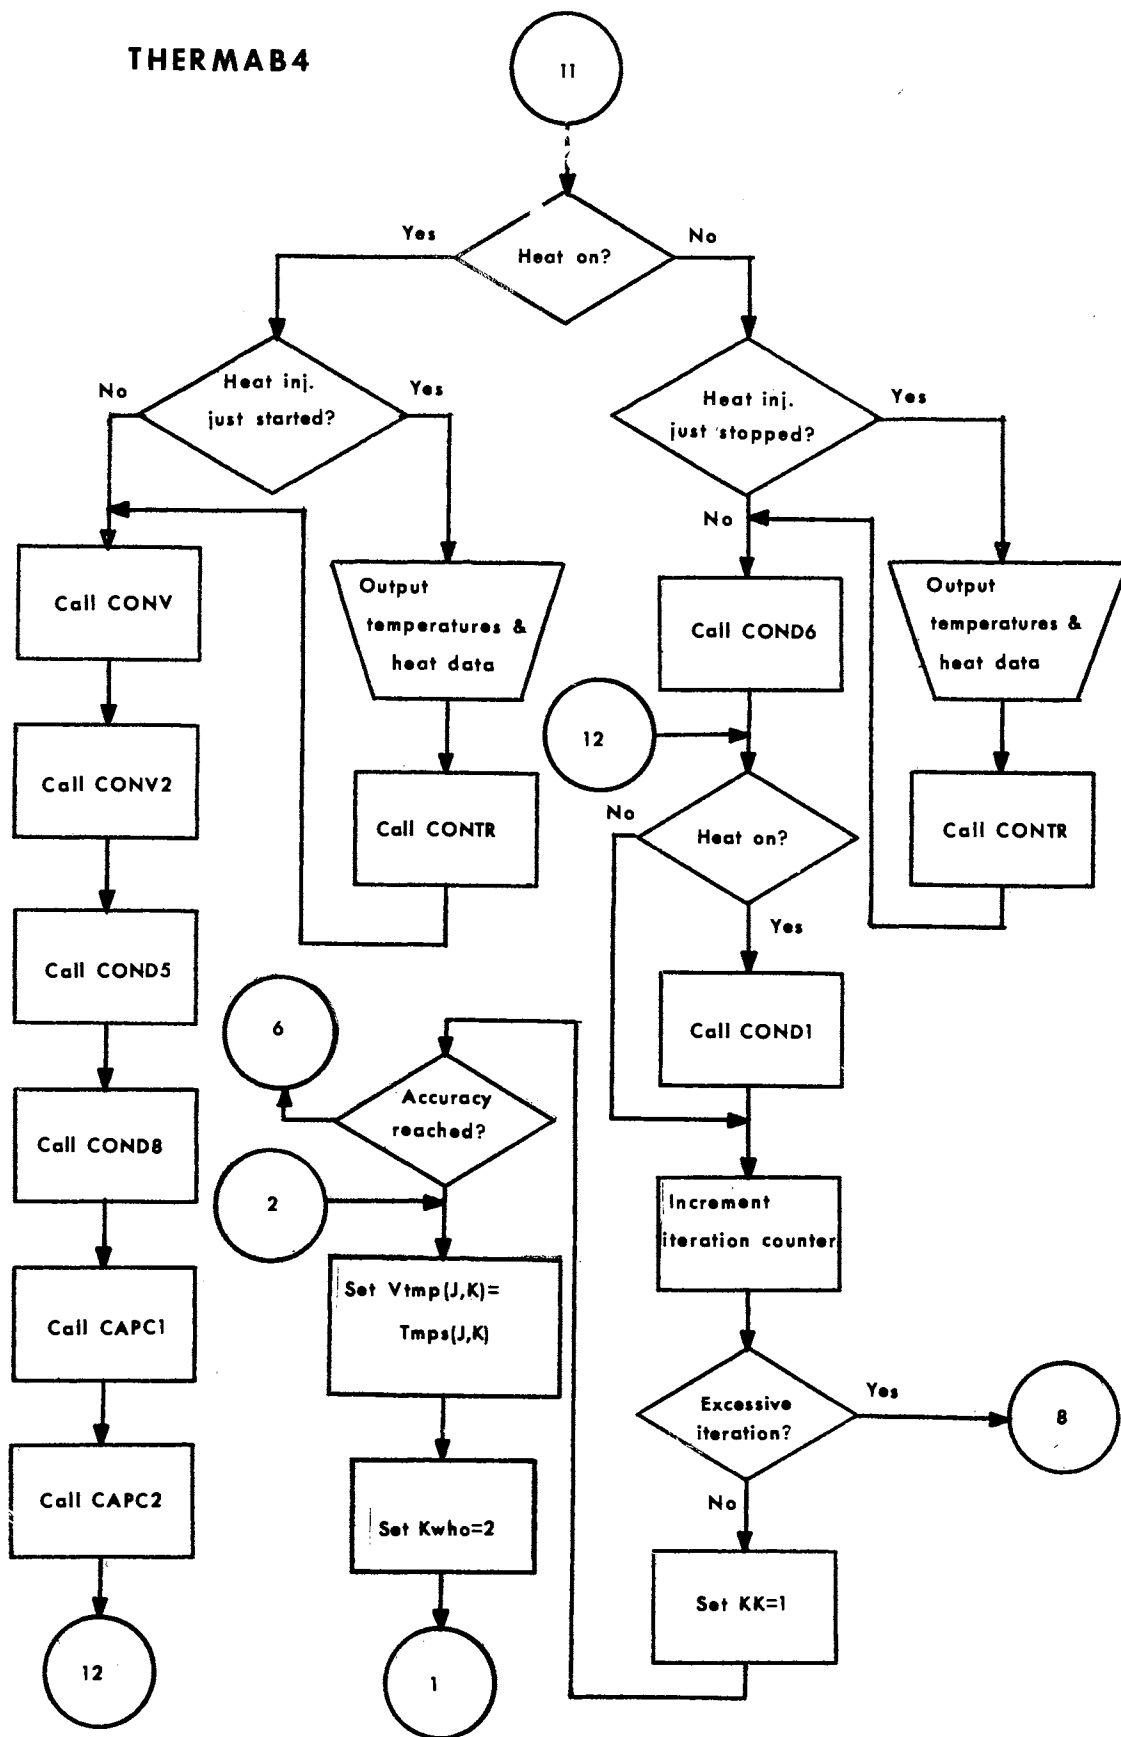 THERMAB4
11
Heat on?
Yes
No
Heat inj.
just started?
No
Yes
Heat inj.
just stopped?
Yes
No
Call CONV
Output
temperatures &
heat data
Call COND6
Output
temperatures &
heat data
Call CONV2
12
Call CONTR
Heat on?
No
Yes
Call CONTR
Call COND5
6
Call COND1
Accuracy
reached?
Call COND8
2
Increment
iteration counter
Set Vtmp(J,K)=
Tmps(J,K)
Call CAPC1
Excessive
iteration?
Yes
8
No
Call CAPC2
Set Kwho=2
Set KK=1
12
1